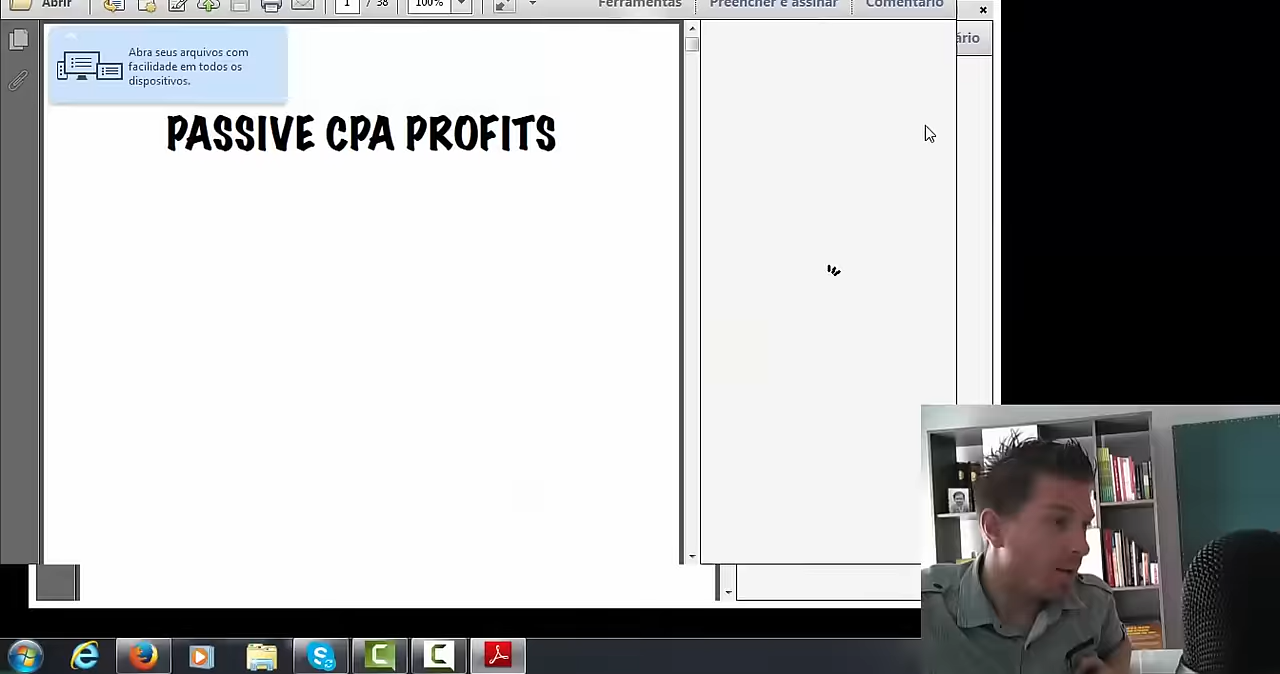 Abrir
1 / 38
100%
Ferramentas
Preencher e assinar
Comentário
ário
Abra seus arquivos com
facilidade em todos os
dispositivos.
PASSIVE CPA PROFITS